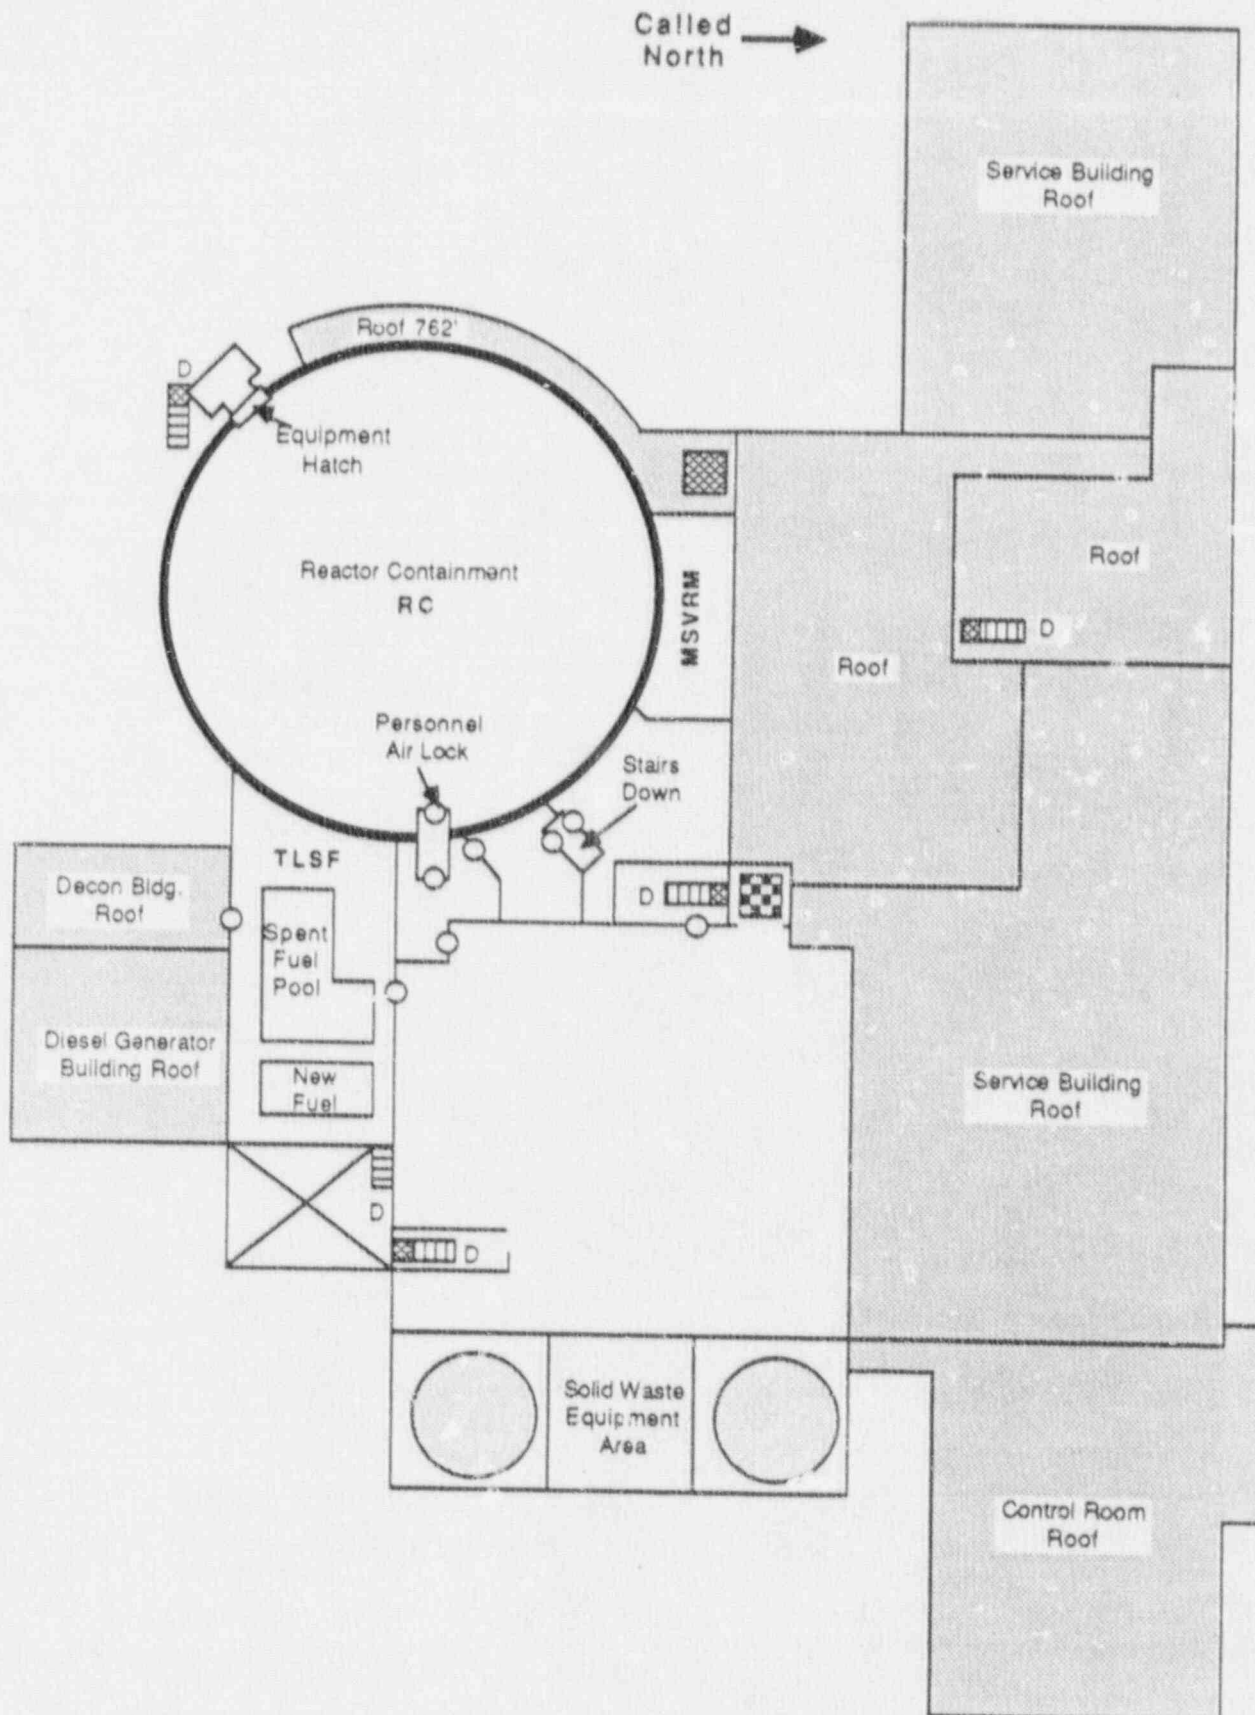 Called
North
Service Building
Roof
Roof 762'
D
Equipment
Hatch
Reactor Containment
RC
MSVRM
Roof
D
Roof
Personnel
Air Lock
Stairs
Down
TLSF
D
Decon Bldg.
Roof
Spent
Fuel
Pool
Diesel Generator
Building Roof
New
Fuel
Service Building
Roof
D
D
Solid Waste
Equipment
Area
Control Room
Roof